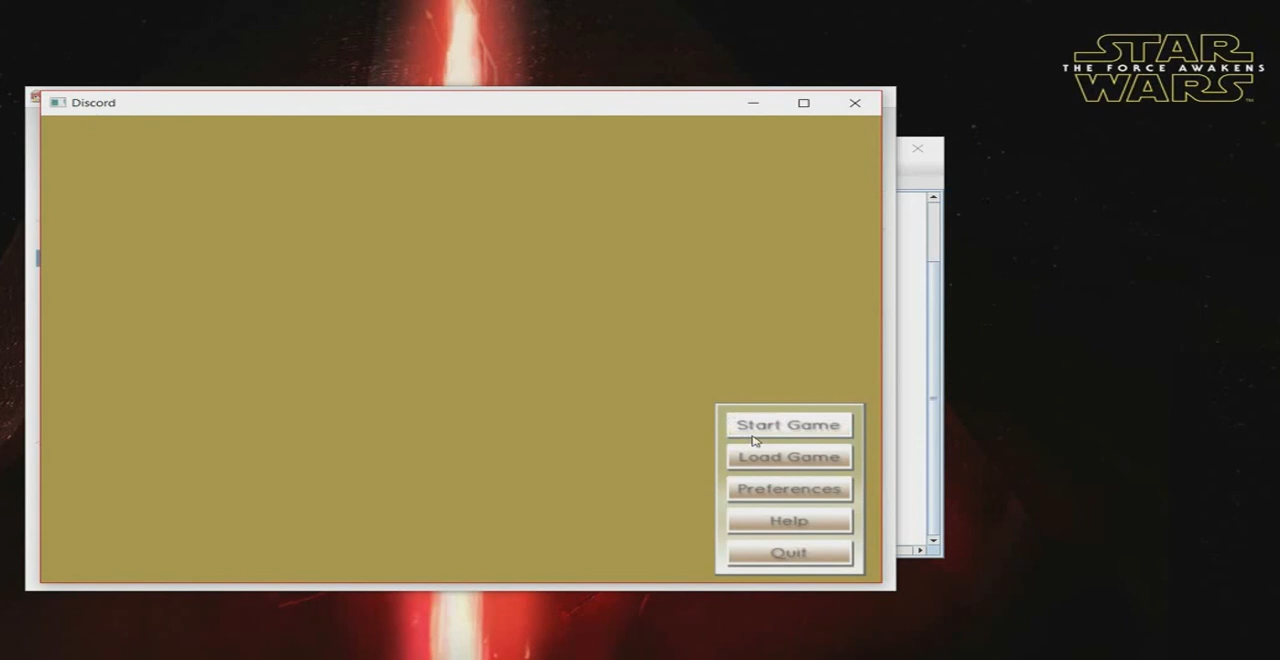 STAR
THE FORCE AWAKENS
WARS
Discord
Start Game
Load Game
Preferences
Help
Quit